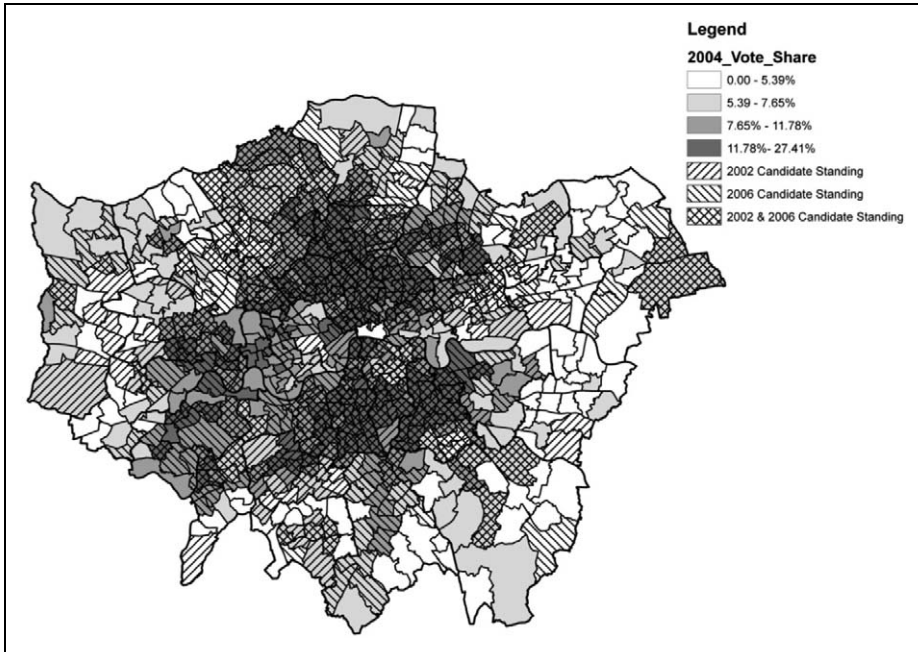 Legend
2004_Vote_Share
0.00 - 5.39%
5.39 - 7.65%
7.65% - 11.78%
11.78%- 27.41%
2002 Candidate Standing
2006 Candidate Standing
2002 & 2006 Candidate Standing